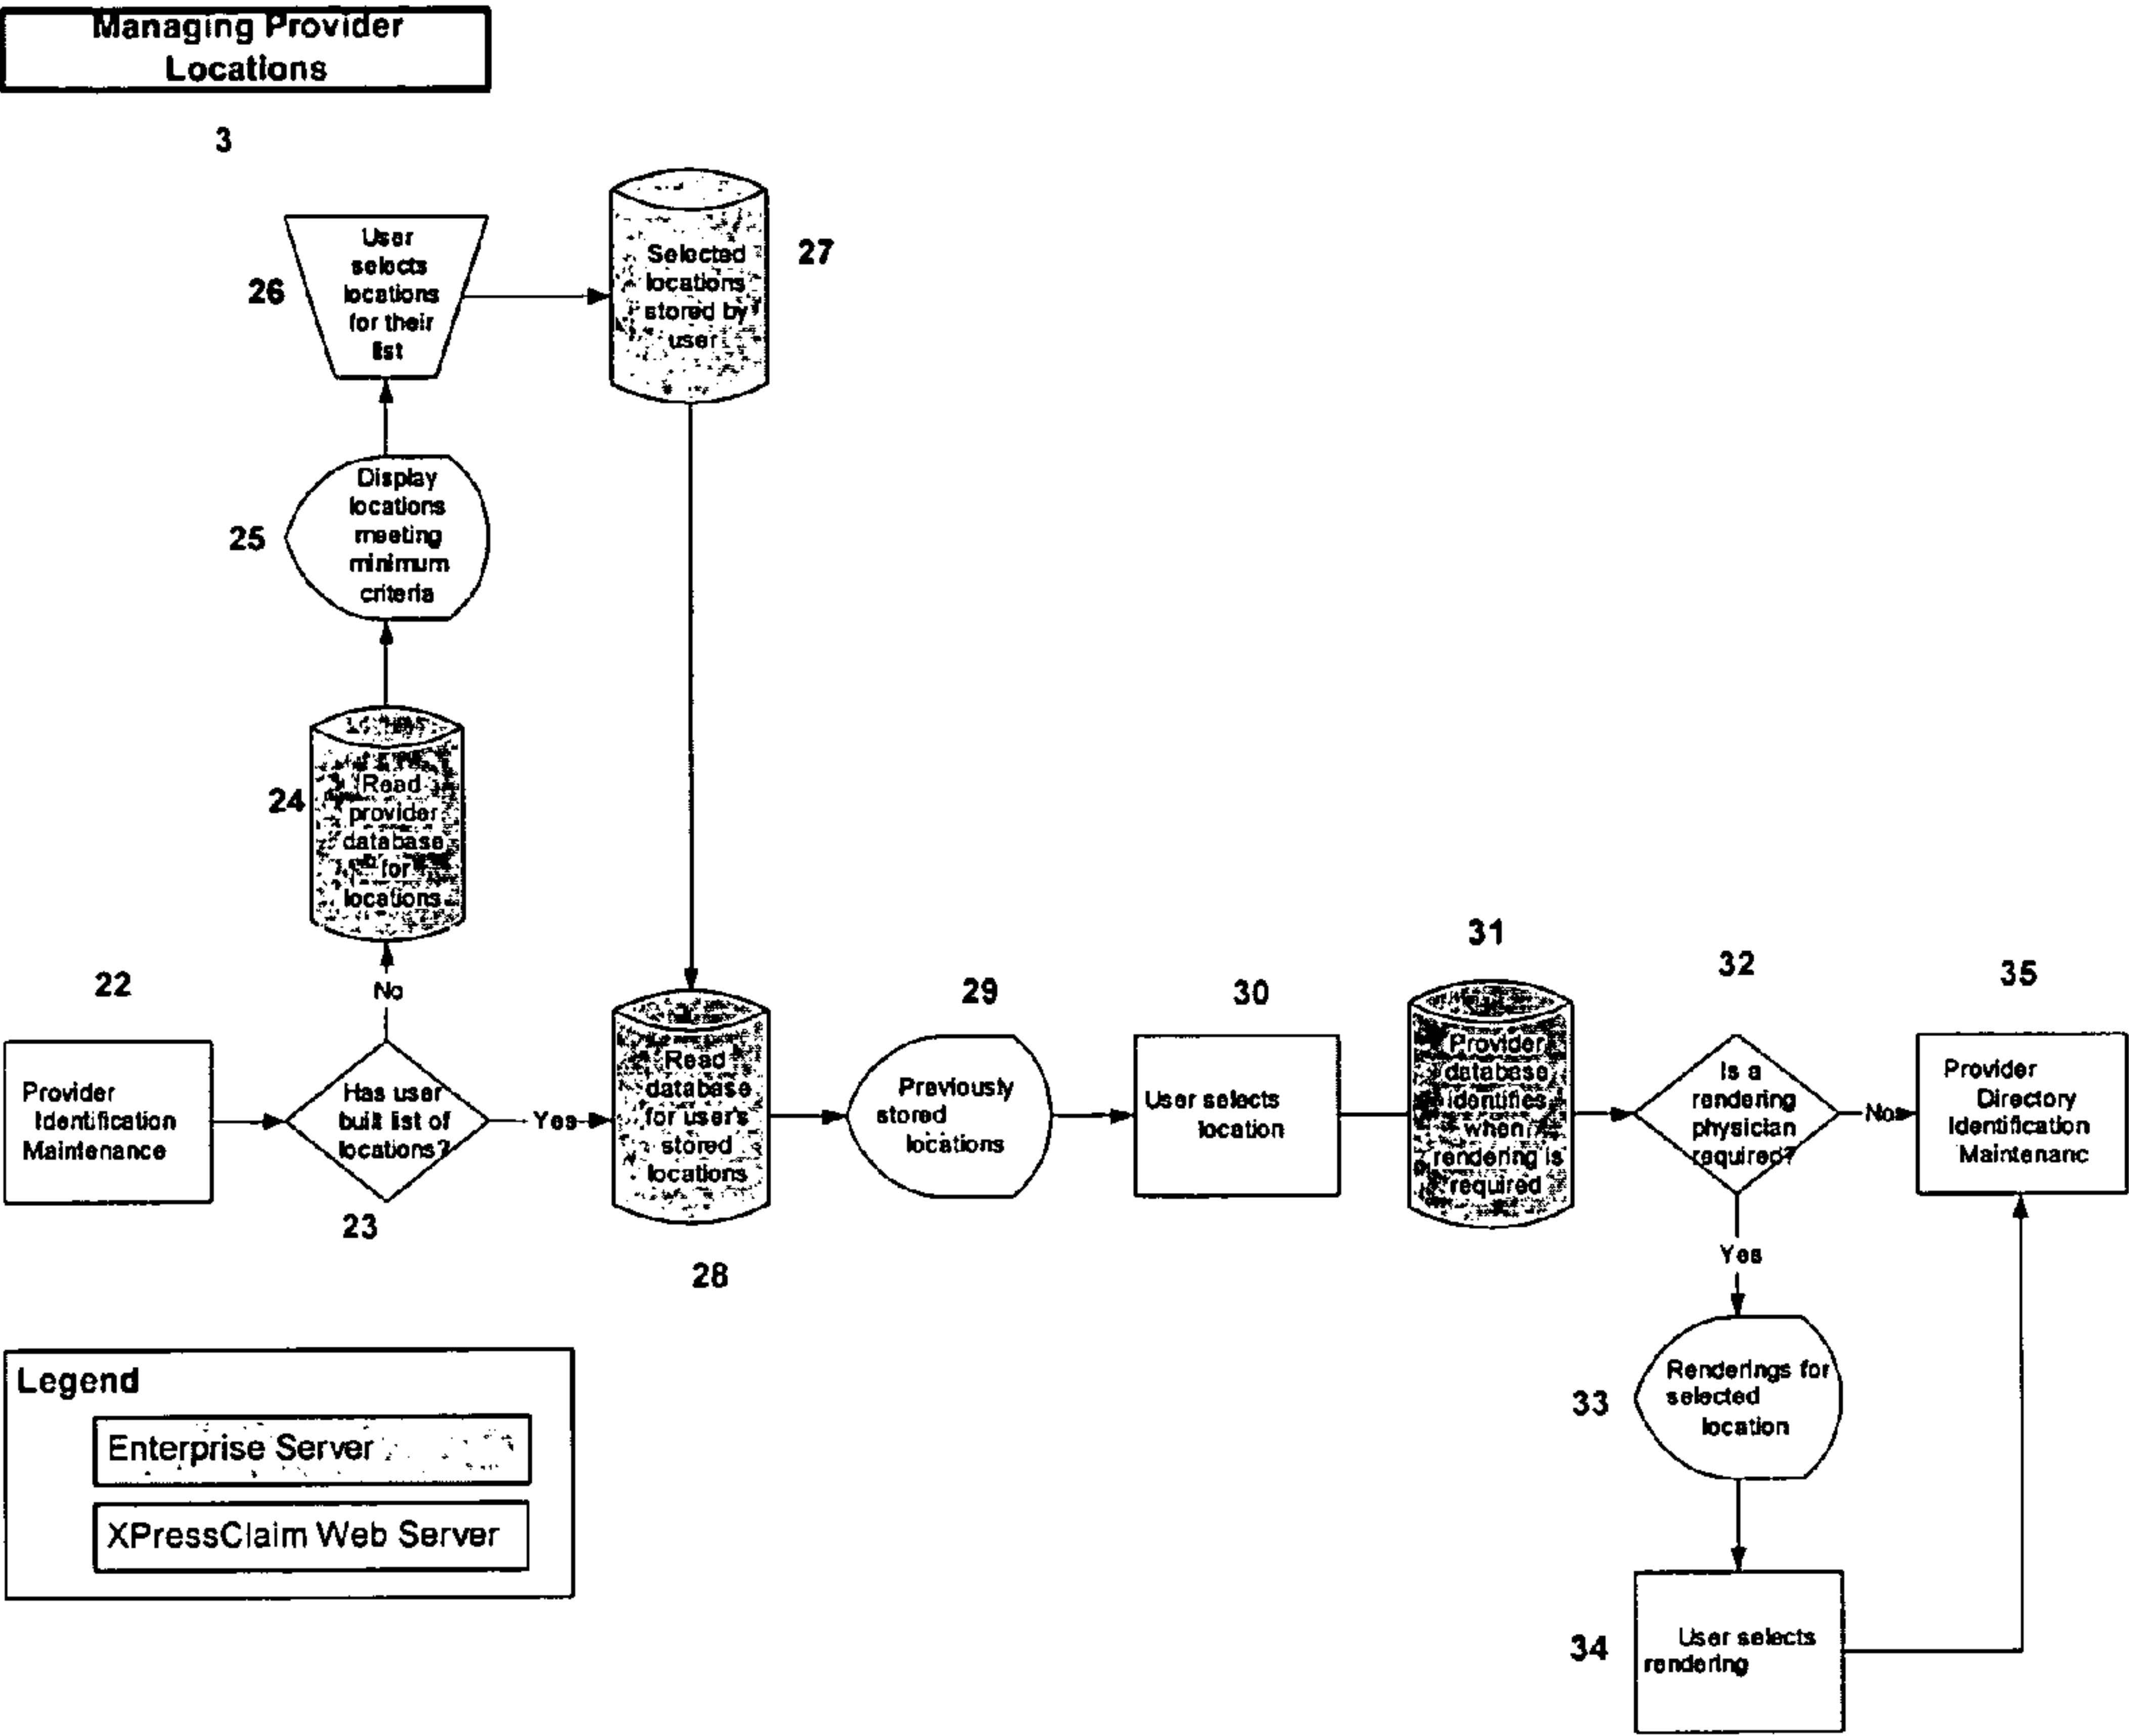 Managing Provider
Locations
3
User
selects
locations
for their
list
26
Selected
locations
stored by
user
27
Display
locations
meeting
minimum
criteria
25
Read
provider
database
for
locations
24
No
22
Provider
Identification
Maintenance
Has user
built list of
locations?
23
Yes
Read
database
for user's
stored
locations
28
29
Previously
stored
locations
30
User selects
location
31
Provider
database
identifies
when
rendering is
required
32
Is a
rendering
physician
required?
No
35
Provider
Directory
Identification
Maintenanc
Yes
33
Renderings for
selected
location
34
User selects
rendering
Legend
Enterprise Server
XPressClaim Web Server